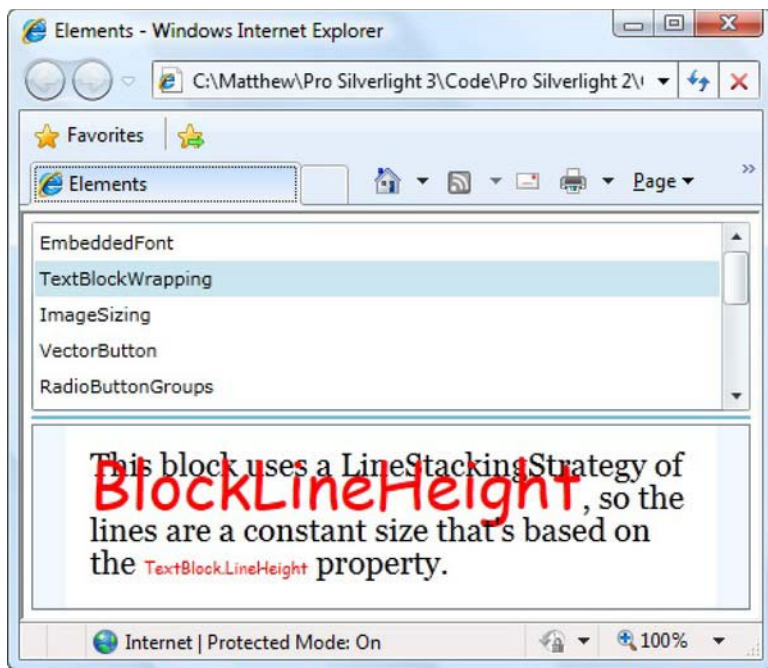 Elements - Windows Internet Explorer
C:\Matthew\Pro Silverlight 3\Code\Pro Silverlight 2\
Favorites
Elements
Page
EmbeddedFont
TextBlockWrapping
ImageSizing
VectorButton
RadioButtonGroups
This block uses a LineStackingStrategy of
BlockLineHeight, so the
lines are a constant size that's based on
the TextBlock.LineHeight property.
Internet | Protected Mode: On
100%